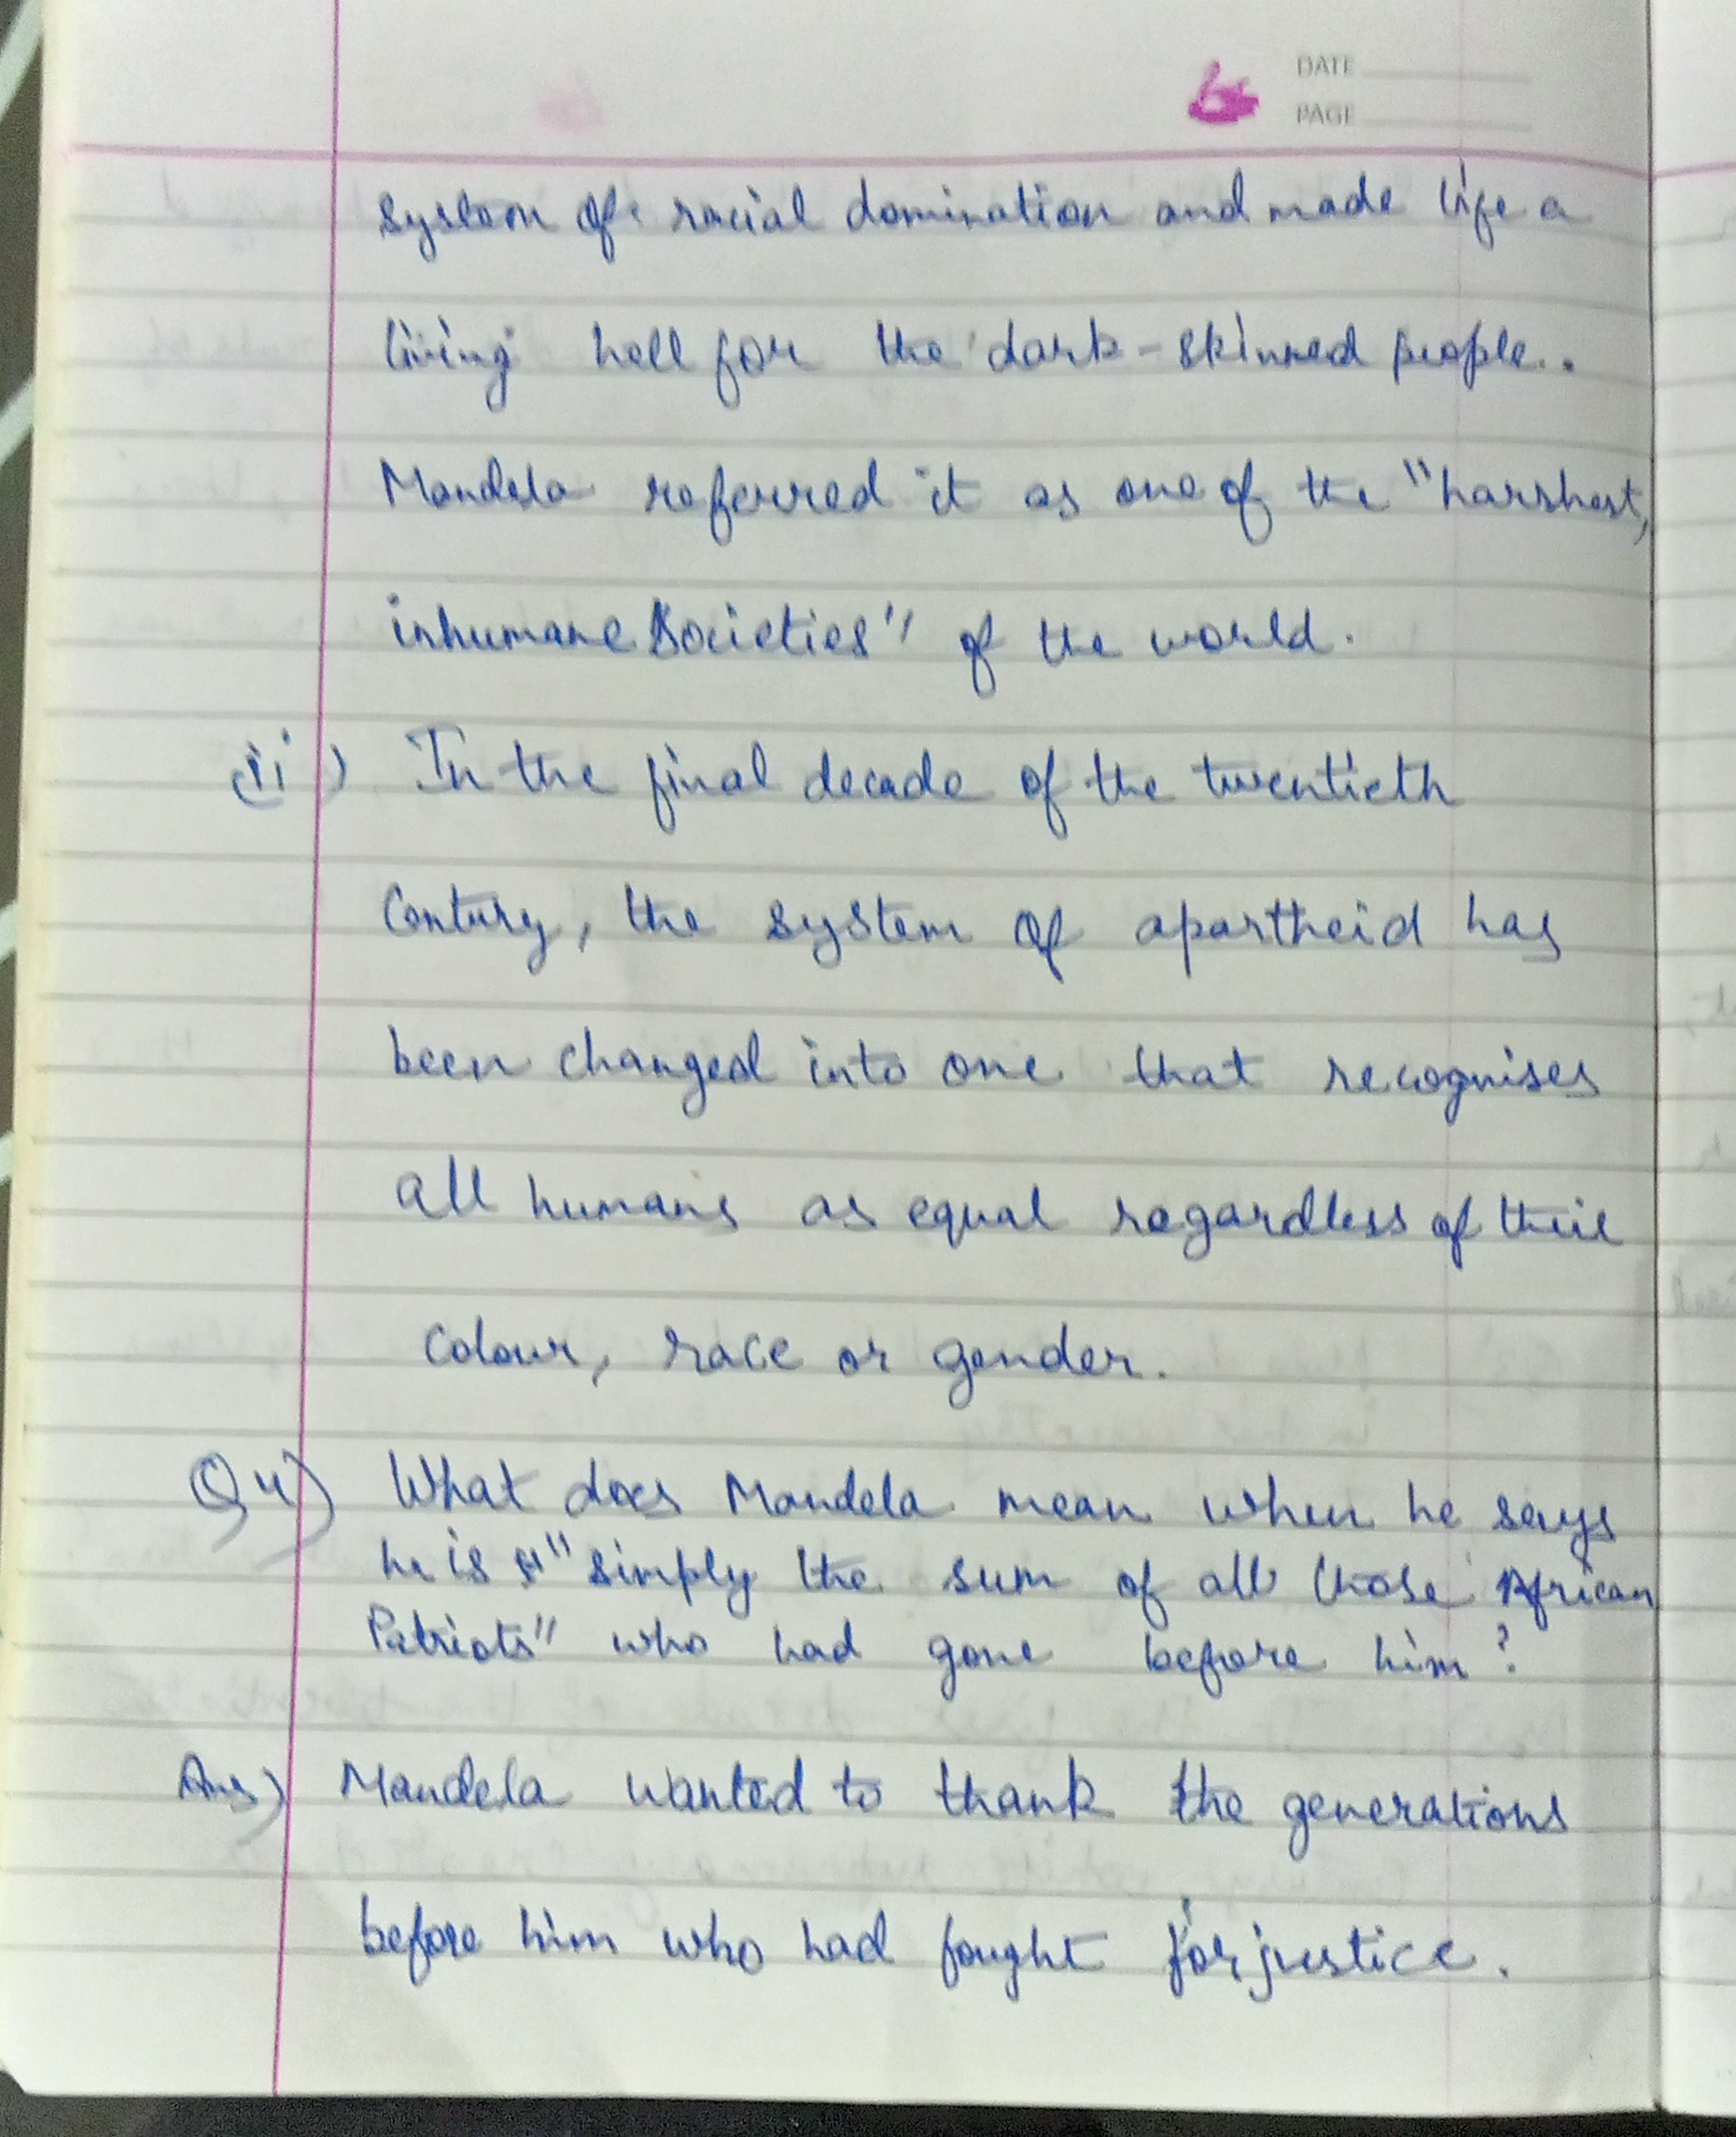 DATE
PAGE
system of racial domination and made life a
living hell for the dark-skinned people..
Mandela referred it as one of the "harshest,
inhumane Societies" of the world.
(ii) In the final decade of the twentieth
Century, the system of apartheid has
been changed into one that recognises
all humans as equal regardless of their
colour, race or gender.
Q4) What does Mandela mean when he says
he is "simply the sum of all those African
Patriots" who had gone before him?
Ans) Mandela wanted to thank the generations
before him who had fought for justice.